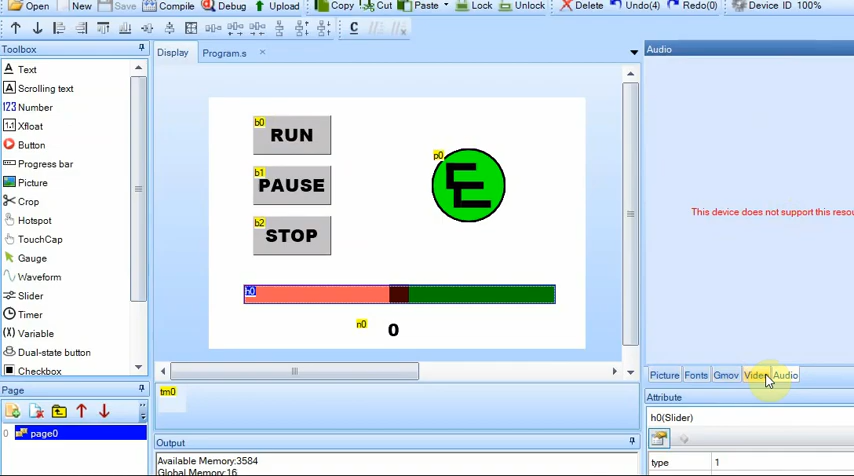 Open New Save Compile Debug Upload Copy Cut Paste Lock Unlock Delete Undo(4) Redo(0) Device ID 100%
Toolbox
Text
Scrolling text
Number
Xfloat
Button
Progress bar
Picture
Crop
Hotspot
TouchCap
Gauge
Waveform
Slider
Timer
Variable
Dual-state button
Checkbox
Page
0 page0
Display Program.s
b0
RUN
b1
PAUSE
b2
STOP
p0
h0
n0
0
tm0
Output
Available Memory:3584
Global Memory:16
Audio
This device does not support this resou
Picture Fonts Gmov Video Audio
Attribute
h0(Slider)
type 1